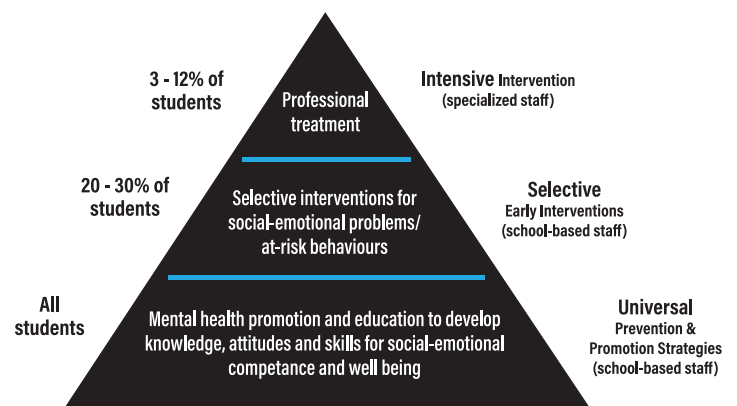 3 - 12% of
students
Professional
treatment
Intensive Intervention
(specialized staff)
20 - 30% of
students
Selective interventions for
social-emotional problems/
at-risk behaviours
Selective
Early Interventions
(school-based staff)
All
students
Mental health promotion and education to develop
knowledge, attitudes and skills for social-emotional
competance and well being
Universal
Prevention &
Promotion Strategies
(school-based staff)